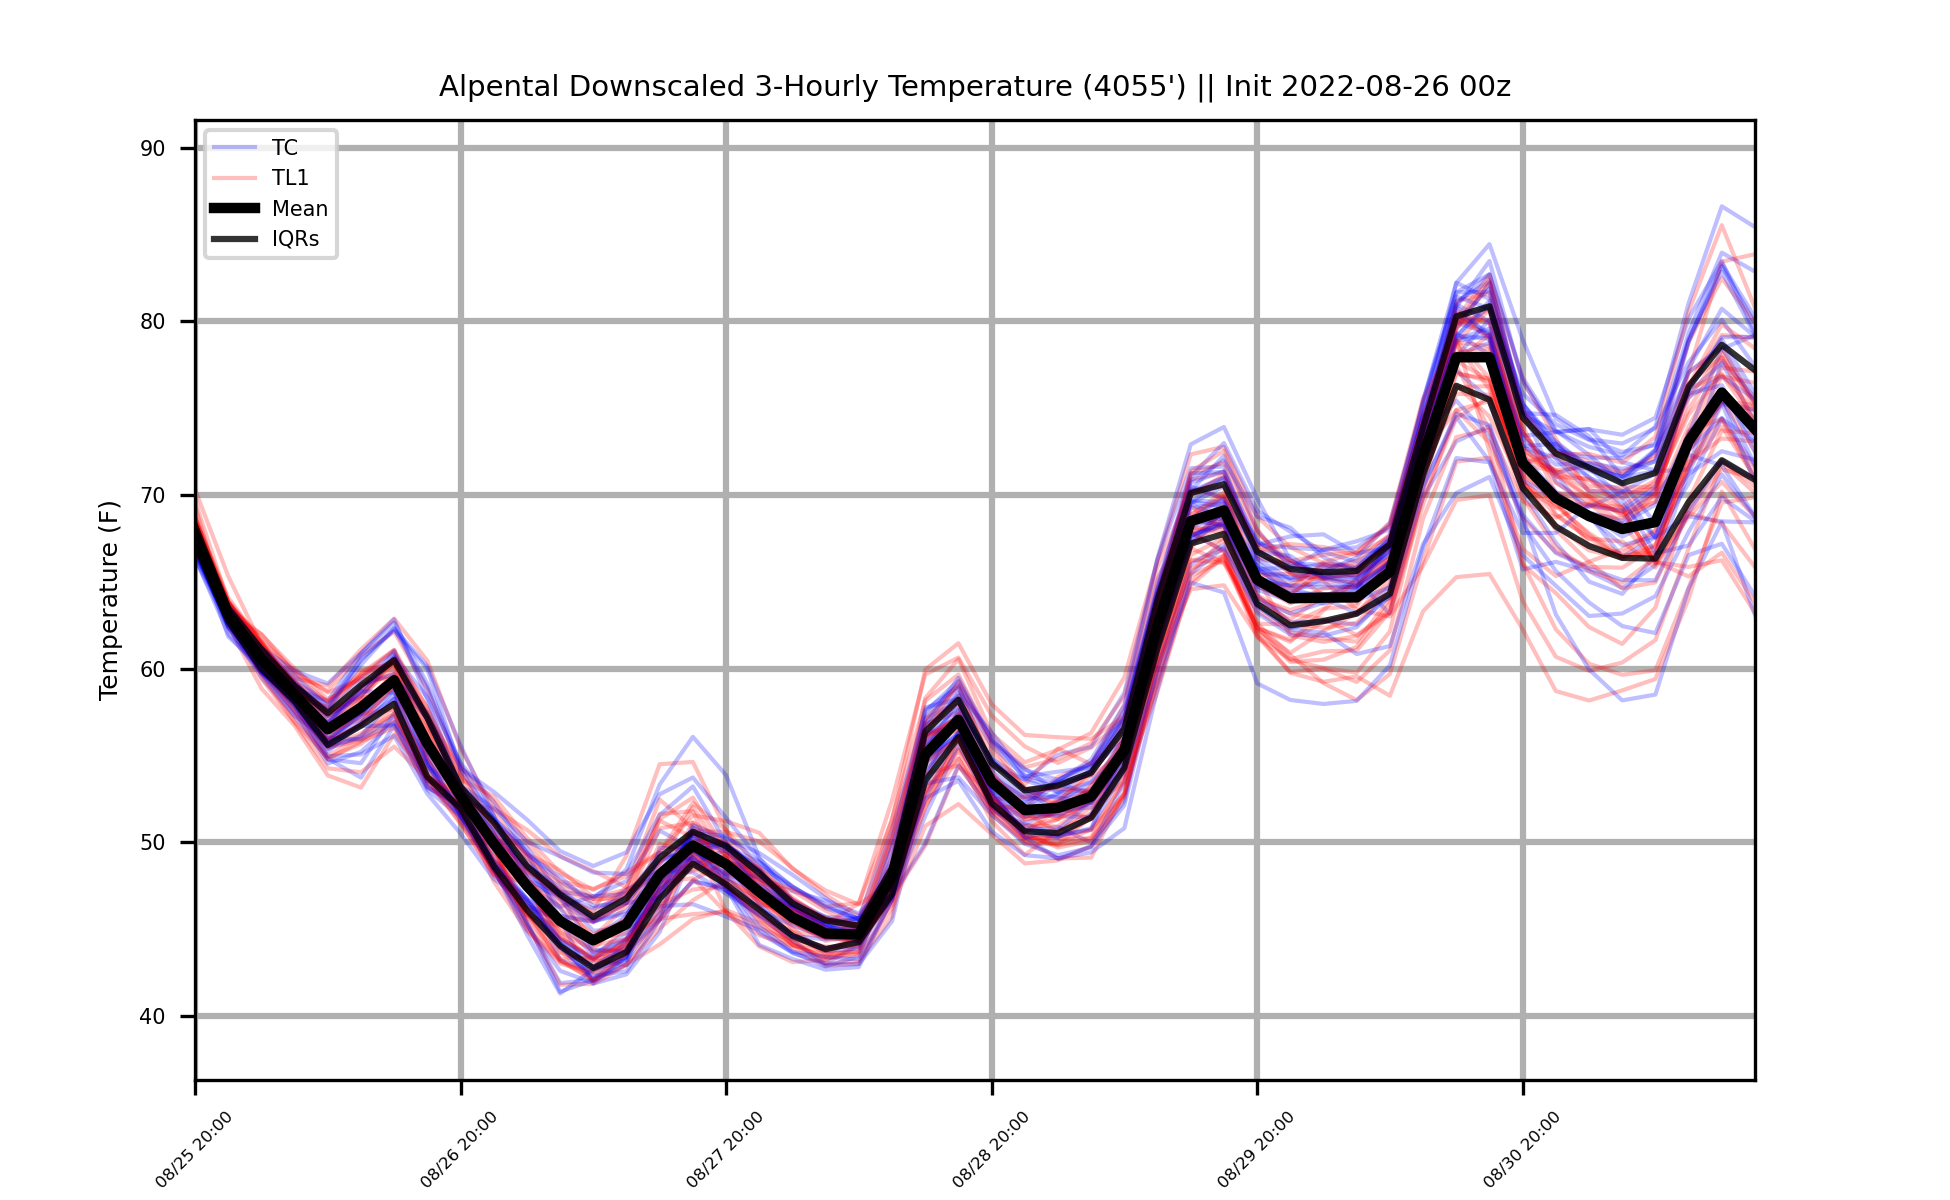 Alpental Downscaled 3-Hourly Temperature (4055') || Init 2022-08-26 00z
TC
TL1
Mean
IQRs
Temperature (F)
90
80
70
60
50
40
08/25 20:00
08/26 20:00
08/27 20:00
08/28 20:00
08/29 20:00
08/30 20:00